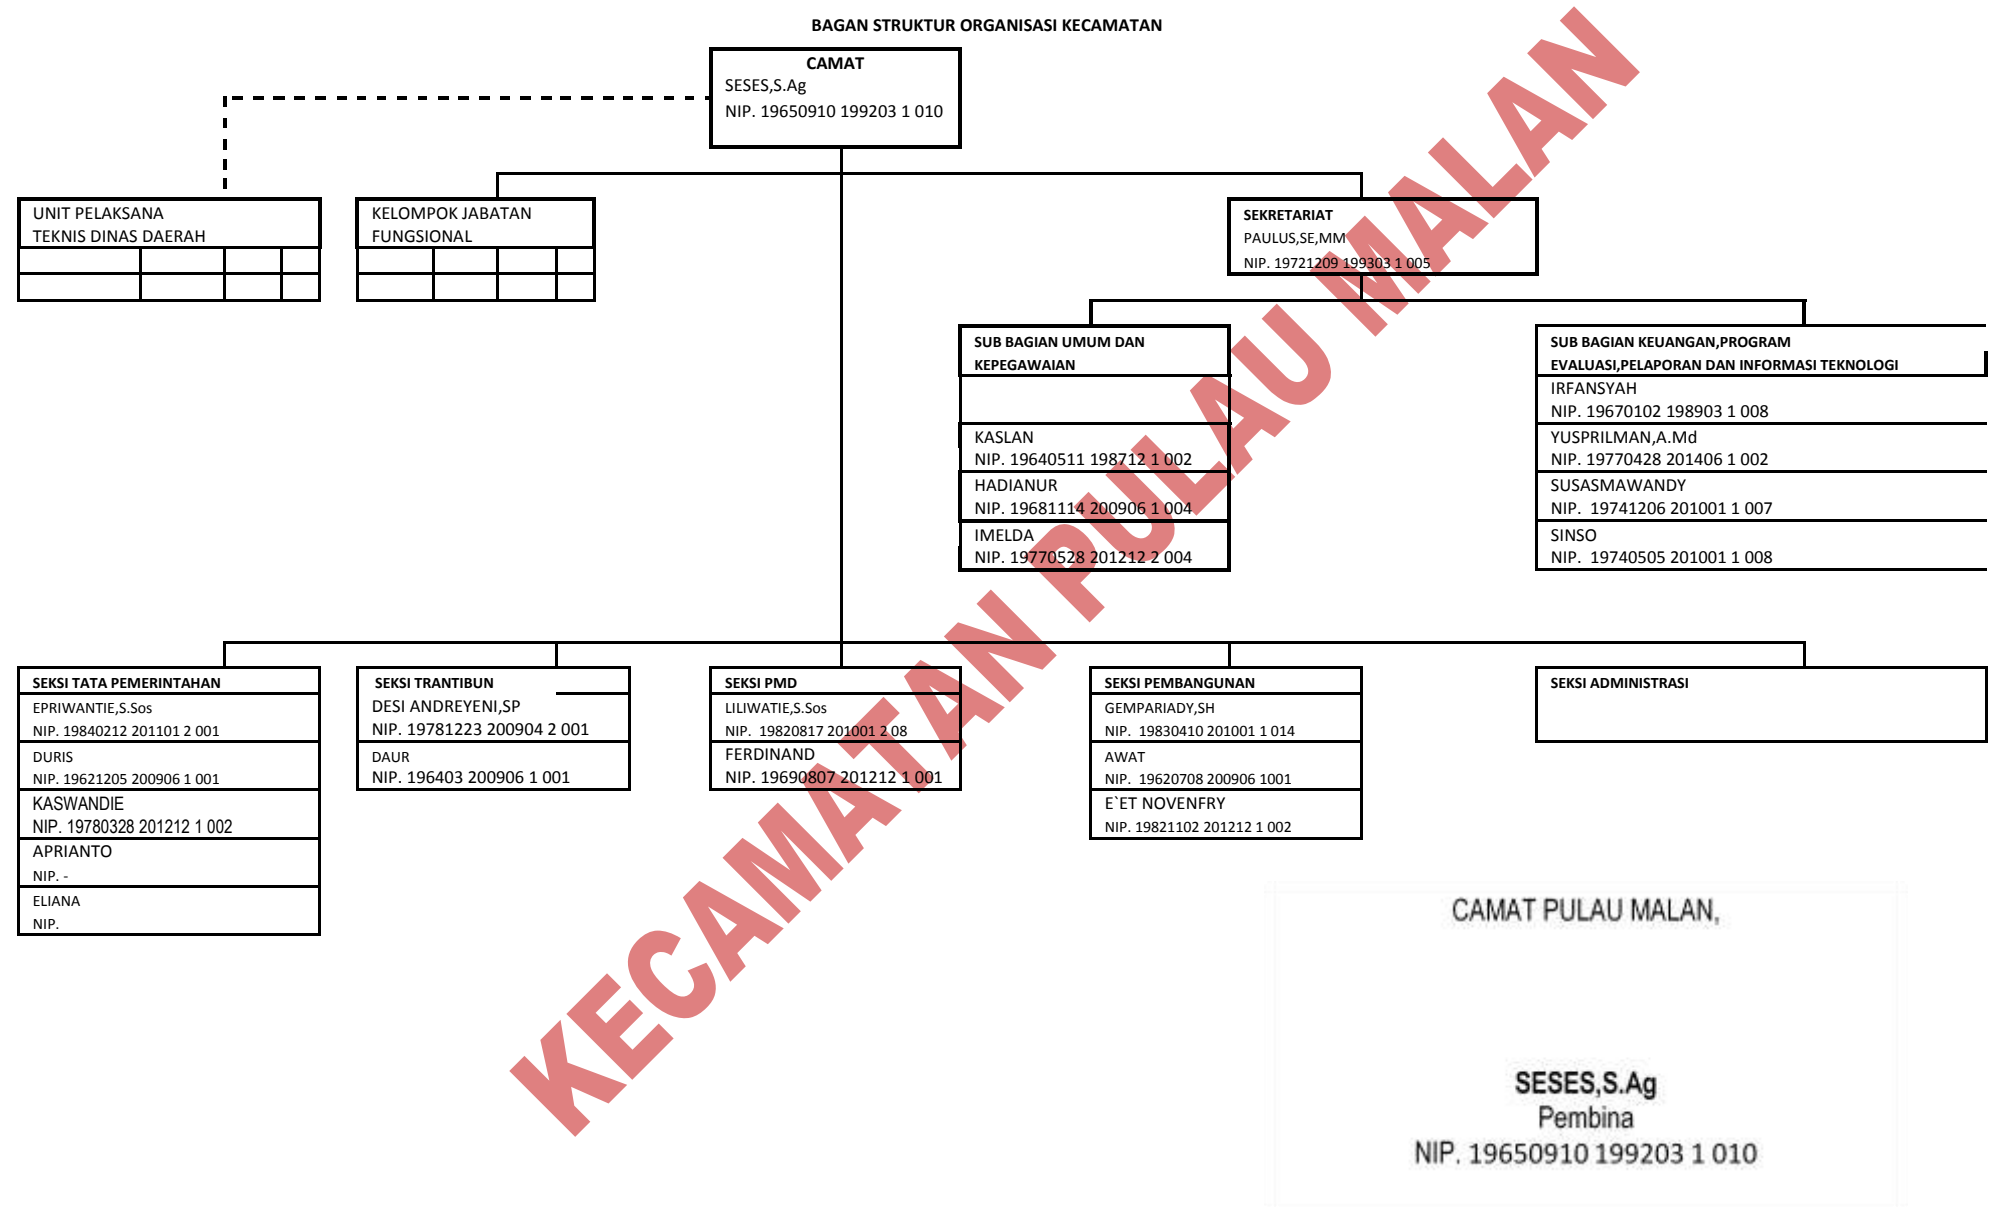 BAGAN STRUKTUR ORGANISASI KECAMATAN
CAMAT
SESES,S.Ag
NIP. 19650910 199203 1 010
UNIT PELAKSANA
TEKNIS DINAS DAERAH
KELOMPOK JABATAN
FUNGSIONAL
SEKRETARIAT
PAULUS,SE,MM
NIP. 19721209 199303 1 005
SUB BAGIAN UMUM DAN
KEPEGAWAIAN
KASLAN
NIP. 19640511 198712 1 002
HADIANUR
NIP. 19681114 200906 1 004
IMELDA
NIP. 19770528 201212 2 004
SUB BAGIAN KEUANGAN,PROGRAM
EVALUASI,PELAPORAN DAN INFORMASI TEKNOLOGI
IRFANSYAH
NIP. 19670102 198903 1 008
YUSPRILMAN,A.Md
NIP. 19770428 201406 1 002
SUSASMAWANDY
NIP. 19741206 201001 1 007
SINSO
NIP. 19740505 201001 1 008
SEKSI TATA PEMERINTAHAN
EPRIWANTIE,S.Sos
NIP. 19840212 201101 2 001
DURIS
NIP. 19621205 200906 1 001
KASWANDIE
NIP. 19780328 201212 1 002
APRIANTO
NIP. -
ELIANA
NIP.
SEKSI TRANTIBUN
DESI ANDREYENI,SP
NIP. 19781223 200904 2 001
DAUR
NIP. 196403 200906 1 001
SEKSI PMD
LILIWATIE,S.Sos
NIP. 19820817 201001 2 08
FERDINAND
NIP. 19690807 201212 1 001
SEKSI PEMBANGUNAN
GEMPARIADY,SH
NIP. 19830410 201001 1 014
AWAT
NIP. 19620708 200906 1001
E`ET NOVENFRY
NIP. 19821102 201212 1 002
SEKSI ADMINISTRASI
KECAMATAN PULAU MALAN
CAMAT PULAU MALAN,
SESES,S.Ag
Pembina
NIP. 19650910 199203 1 010